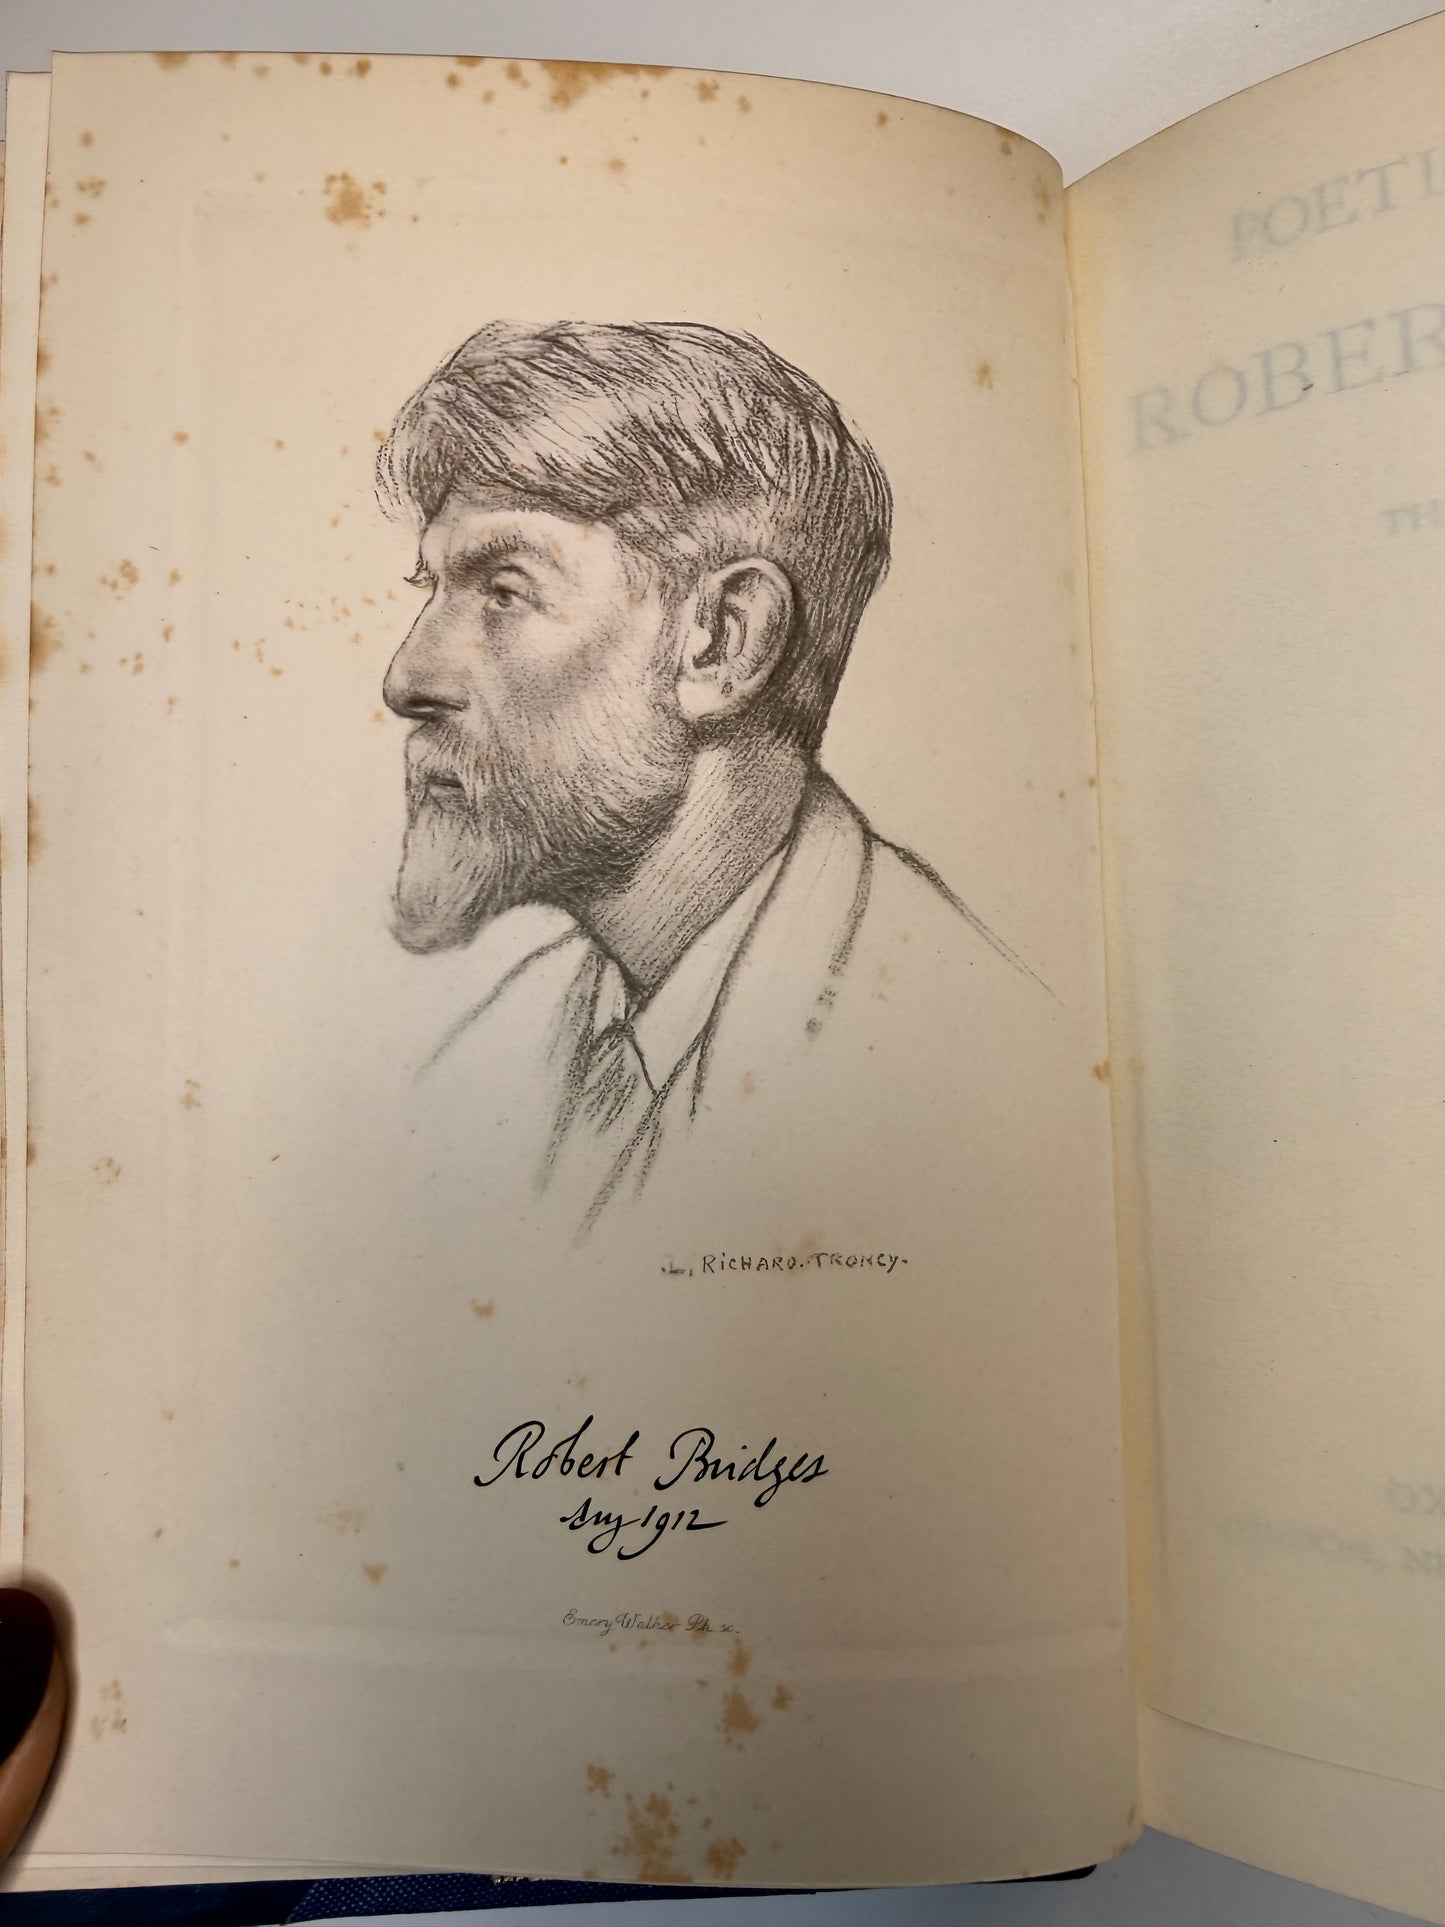 L. RICHARD. TRONCY.
Robert Bridges
Aug 1912
Emery Walker Ph. sc.
POETI
ROBER
TH